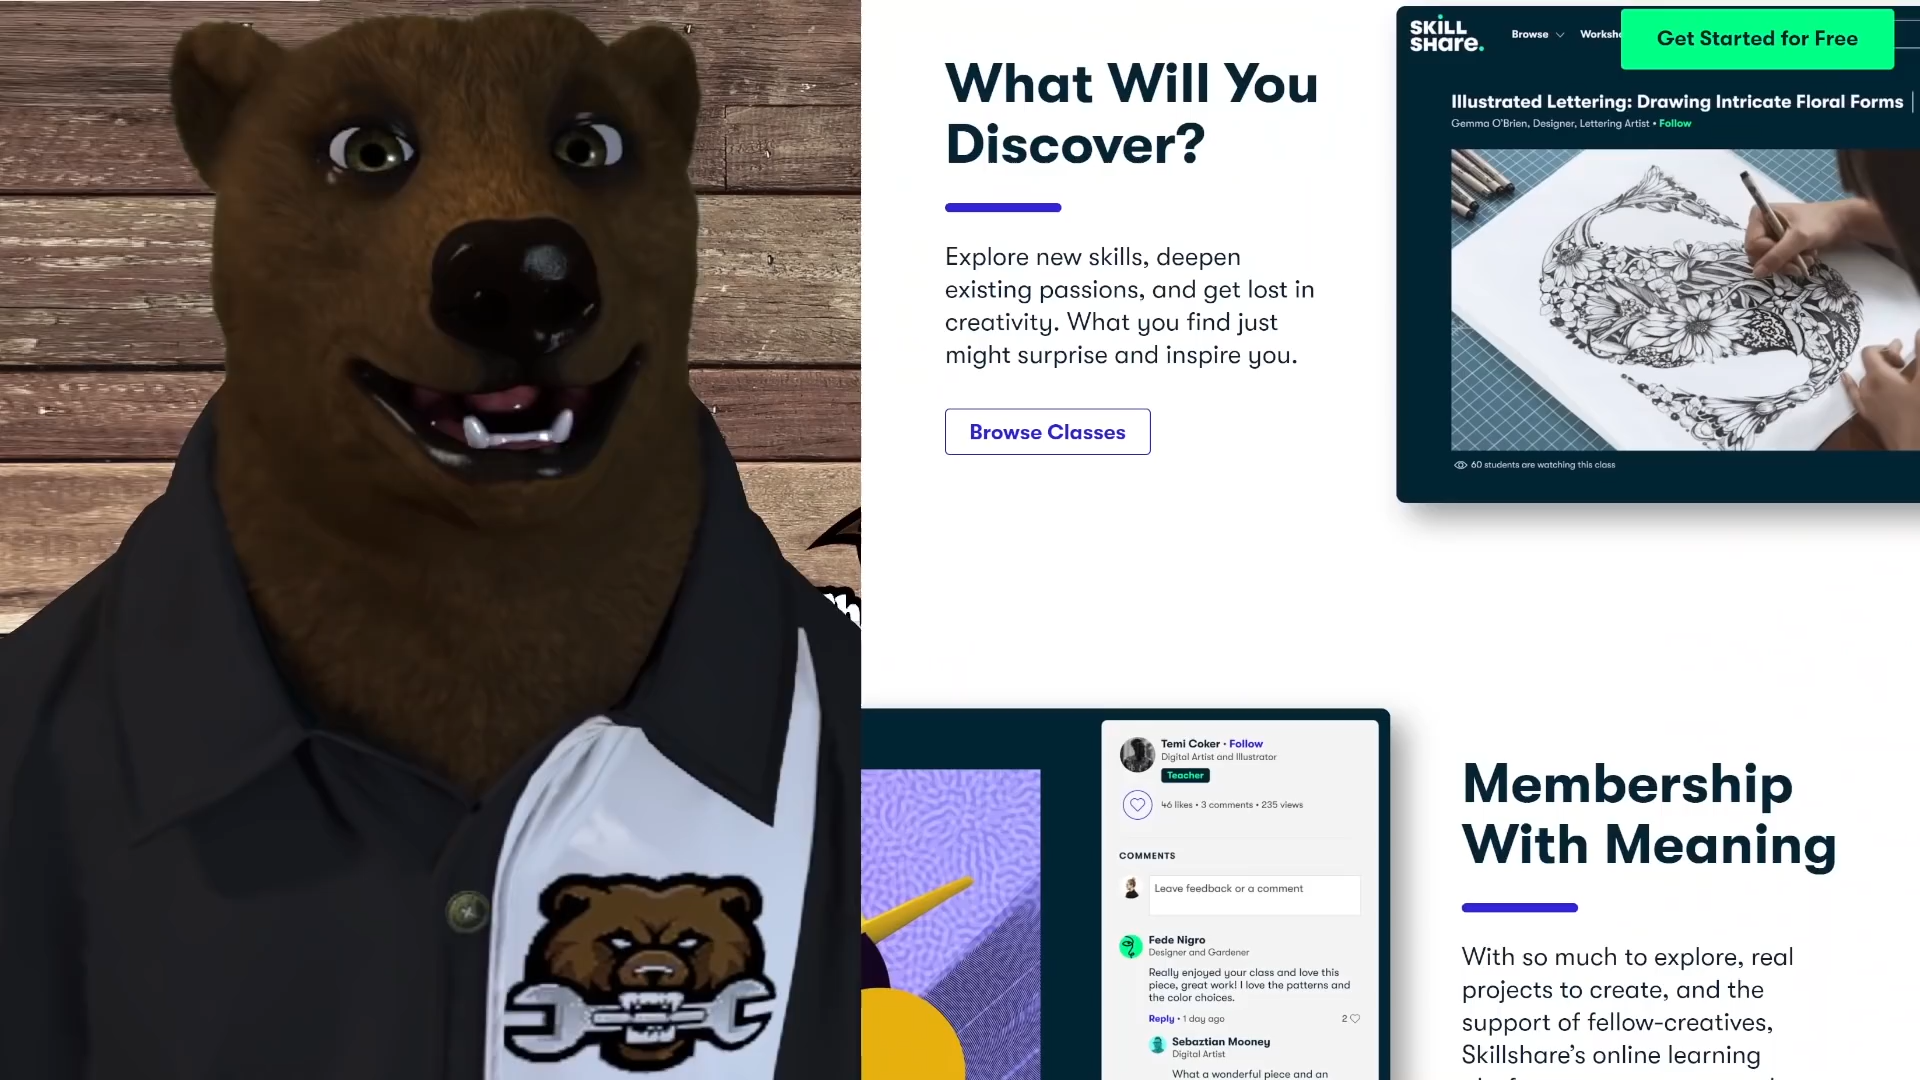 What Will You
Discover?
Explore new skills, deepen
existing passions, and get lost in
creativity. What you find just
might surprise and inspire you.
Browse Classes
SKILL
SHARE.
Browse
Get Started for Free
Illustrated Lettering: Drawing Intricate Floral Forms
Gemma O'Brien, Designer, Lettering Artist • Follow
60 students are watching this class
Temi Coker · Follow
Digital Artist and Illustrator
Teacher
46 likes • 3 comments • 235 views
COMMENTS
Leave feedback or a comment
Fede Nigro
Designer and Gardener
Really enjoyed your class and love this
piece, great work! I love the patterns and
the color choices.
Reply • 1 day ago
2
Sebaztian Mooney
Digital Artist
What a wonderful piece and an
Membership
With Meaning
With so much to explore, real
projects to create, and the
support of fellow-creatives,
Skillshare's online learning